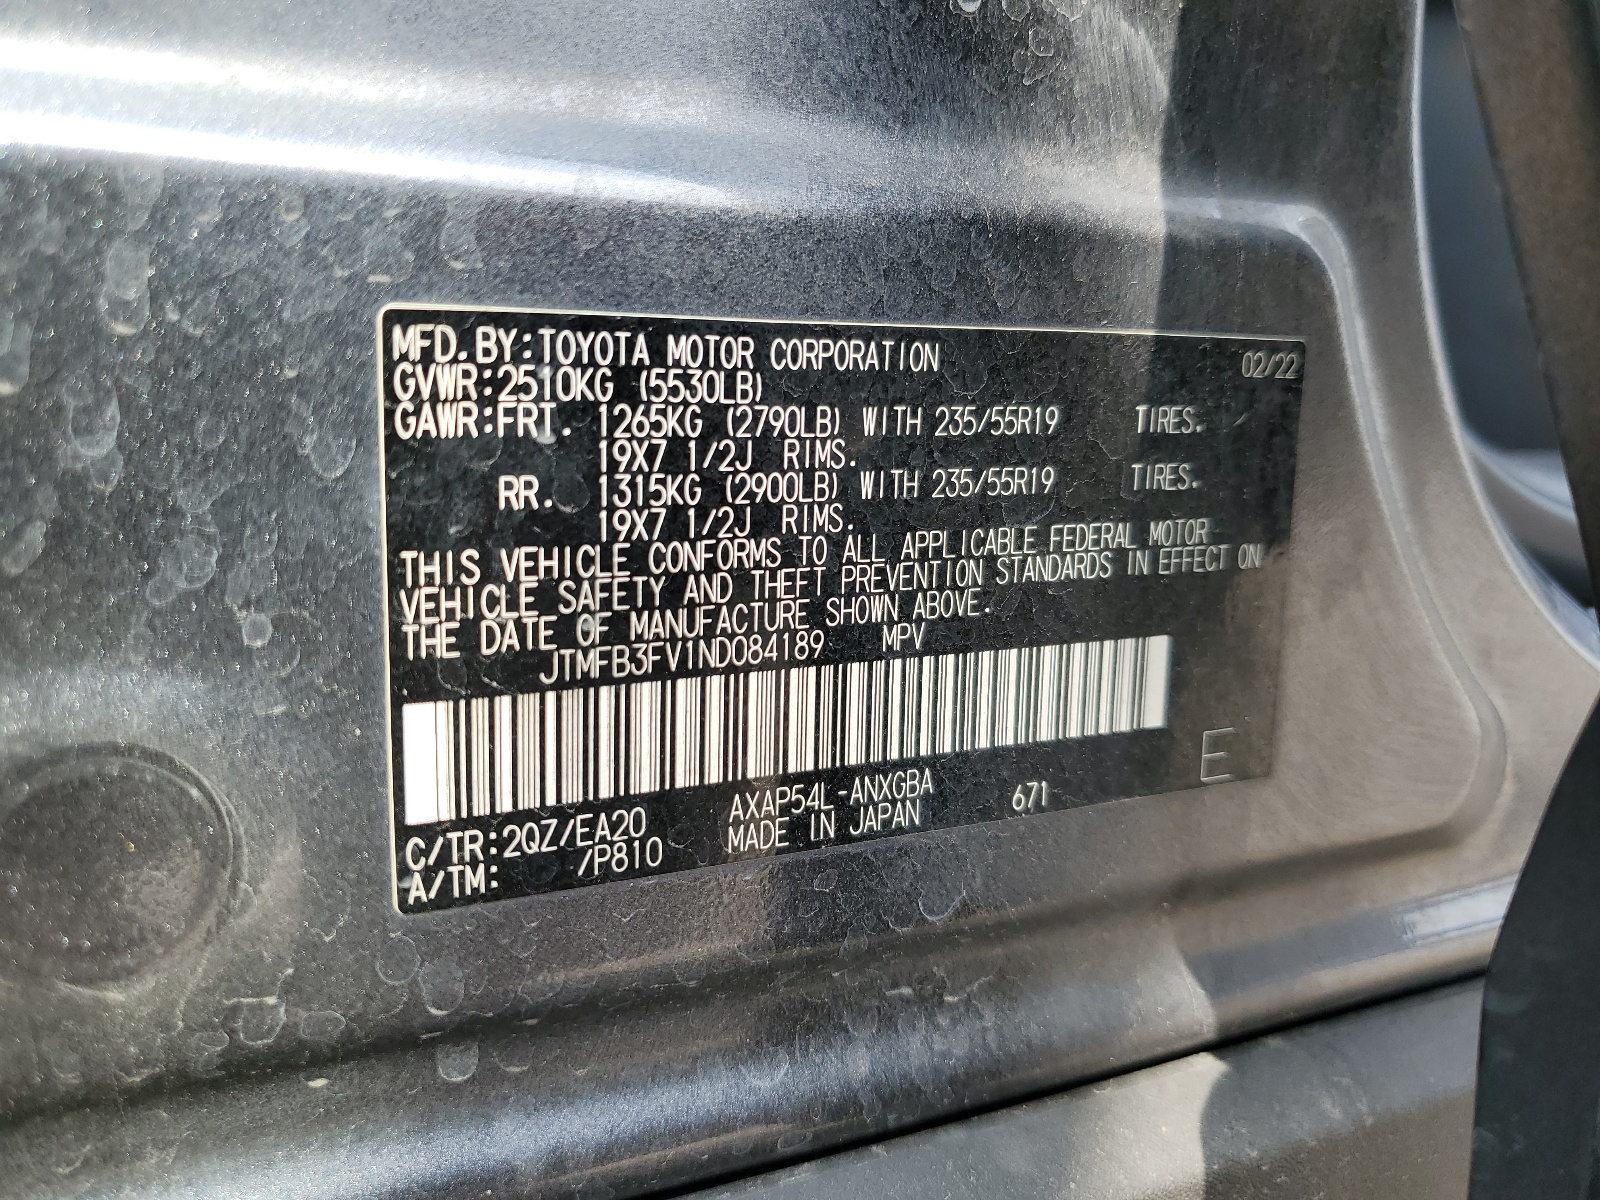 MFD.BY:TOYOTA MOTOR CORPORATION 02/22
GVWR:2510KG (5530LB)
GAWR:FRT. 1265KG (2790LB) WITH 235/55R19 TIRES.
19X7 1/2J RIMS.
RR. 1315KG (2900LB) WITH 235/55R19 TIRES.
19X7 1/2J RIMS.
THIS VEHICLE CONFORMS TO ALL APPLICABLE FEDERAL MOTOR
VEHICLE SAFETY AND THEFT PREVENTION STANDARDS IN EFFECT ON
THE DATE OF MANUFACTURE SHOWN ABOVE.
JTMFB3FV1ND084189 MPV
E
C/TR:2QZ/EA20 AXAP54L-ANXGBA 671
A/TM: /P810 MADE IN JAPAN